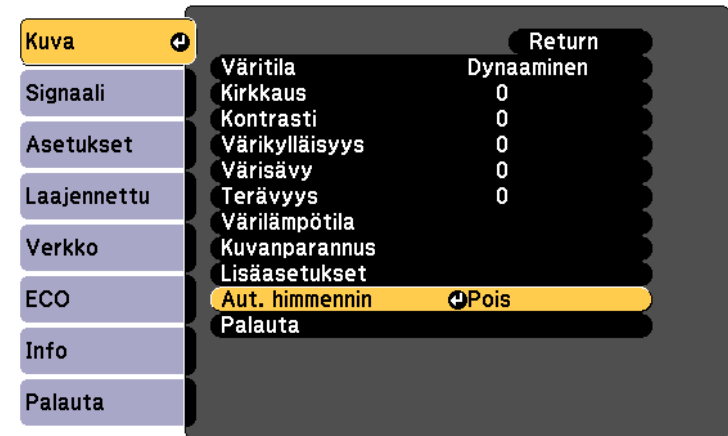 Kuva
Signaali
Asetukset
Laajennettu
Verkko
ECO
Info
Palauta
Return
Väritila Dynaaminen
Kirkkaus 0
Kontrasti 0
Värikylläisyys 0
Värisävy 0
Terävyys 0
Värilämpötila
Kuvanparannus
Lisäasetukset
Aut. himmennin Pois
Palauta